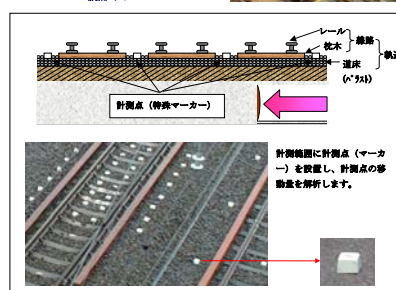 レール
枕木
線路
道床
(ﾊﾞﾗｽﾄ)
軌道
計測点（特殊マーカー）
計測範囲に計測点（マーカ
ー）を設置し、計測点の移
動量を解析します。